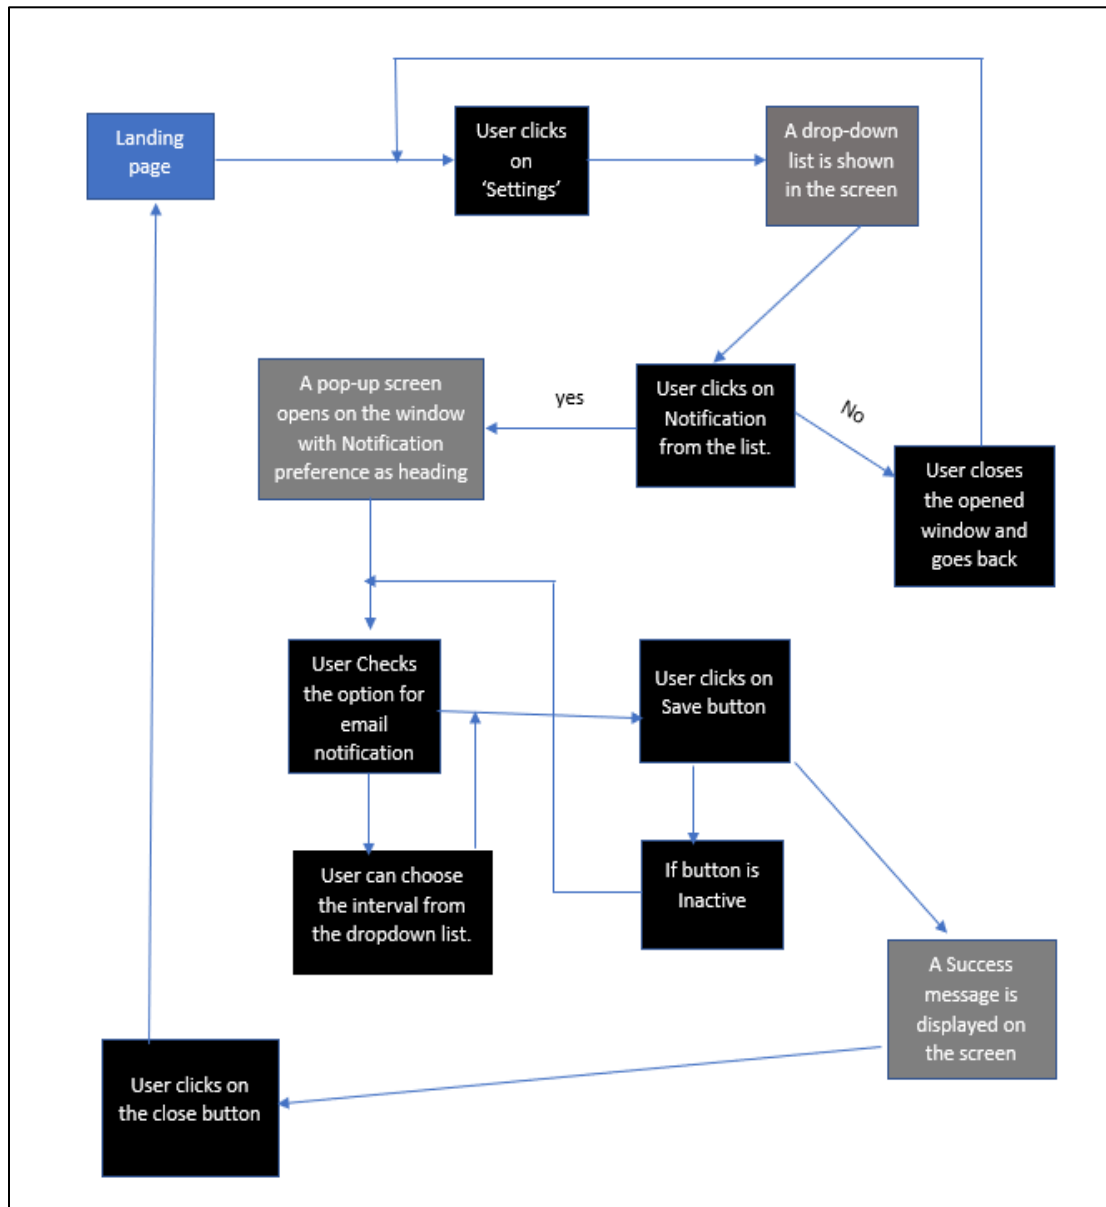 Landing
page
User clicks
on
‘Settings’
A drop-down
list is shown
in the screen
A pop-up screen
opens on the window
with Notification
preference as heading
yes
User clicks on
Notification
from the list.
No
User closes
the opened
window and
goes back
User Checks
the option for
email
notification
User clicks on
Save button
User can choose
the interval from
the dropdown list.
If button is
Inactive
A Success
message is
displayed on
the screen
User clicks on
the close button